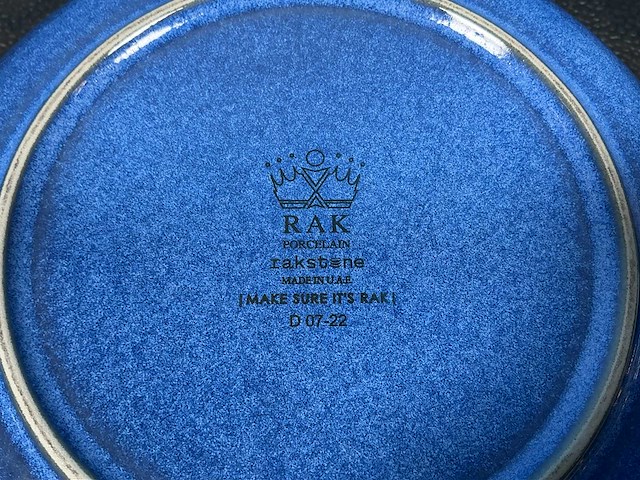 RAK
PORCELAIN
rakstone
MADE IN U.A.E
| MAKE SURE IT'S RAK |
D 07-22